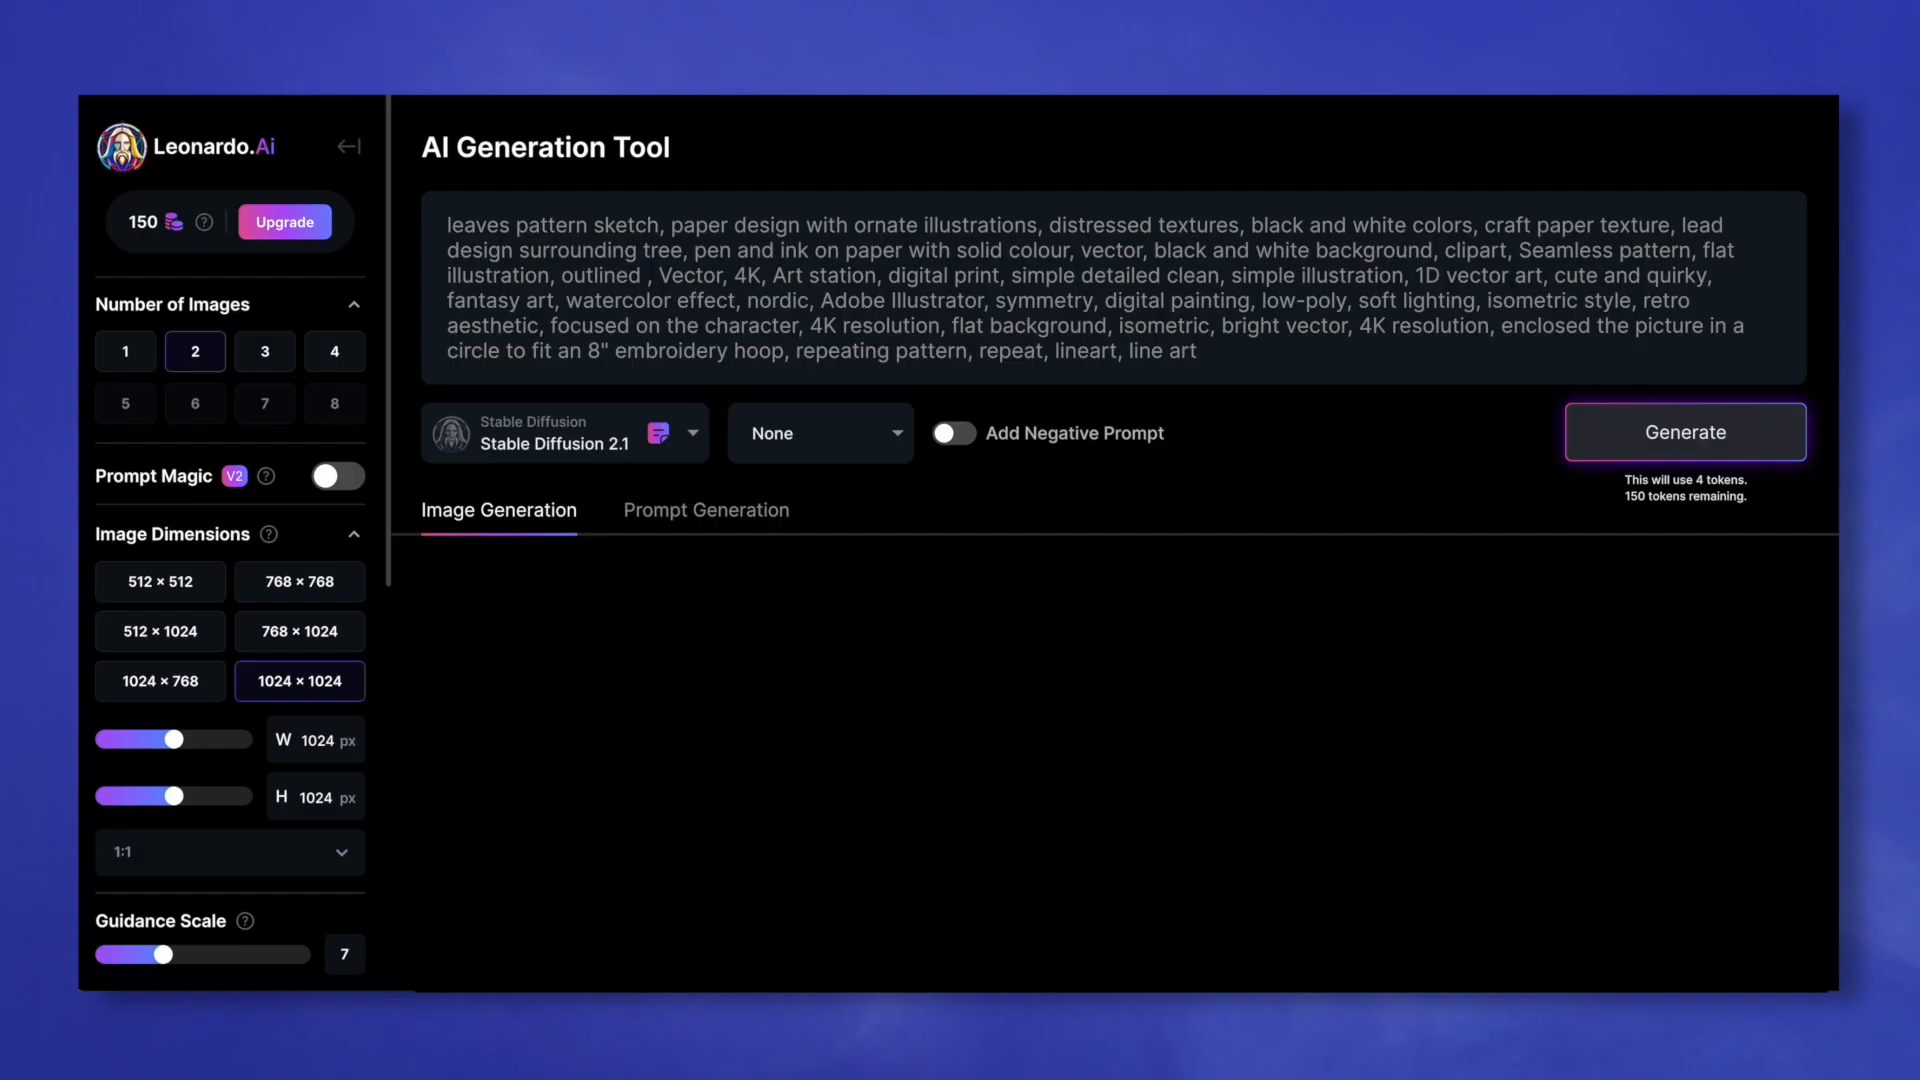 Leonardo.Ai
150
Upgrade
Number of Images
1 2 3 4
5 6 7 8
Prompt Magic V2
Image Dimensions
512 × 512 768 × 768
512 × 1024 768 × 1024
1024 × 768 1024 × 1024
W 1024 px
H 1024 px
1:1
Guidance Scale
7
AI Generation Tool
leaves pattern sketch, paper design with ornate illustrations, distressed textures, black and white colors, craft paper texture, lead
design surrounding tree, pen and ink on paper with solid colour, vector, black and white background, clipart, Seamless pattern, flat
illustration, outlined , Vector, 4K, Art station, digital print, simple detailed clean, simple illustration, 1D vector art, cute and quirky,
fantasy art, watercolor effect, nordic, Adobe Illustrator, symmetry, digital painting, low-poly, soft lighting, isometric style, retro
aesthetic, focused on the character, 4K resolution, flat background, isometric, bright vector, 4K resolution, enclosed the picture in a
circle to fit an 8" embroidery hoop, repeating pattern, repeat, lineart, line art
Stable Diffusion
Stable Diffusion 2.1
None
Add Negative Prompt
Generate
This will use 4 tokens.
150 tokens remaining.
Image Generation
Prompt Generation